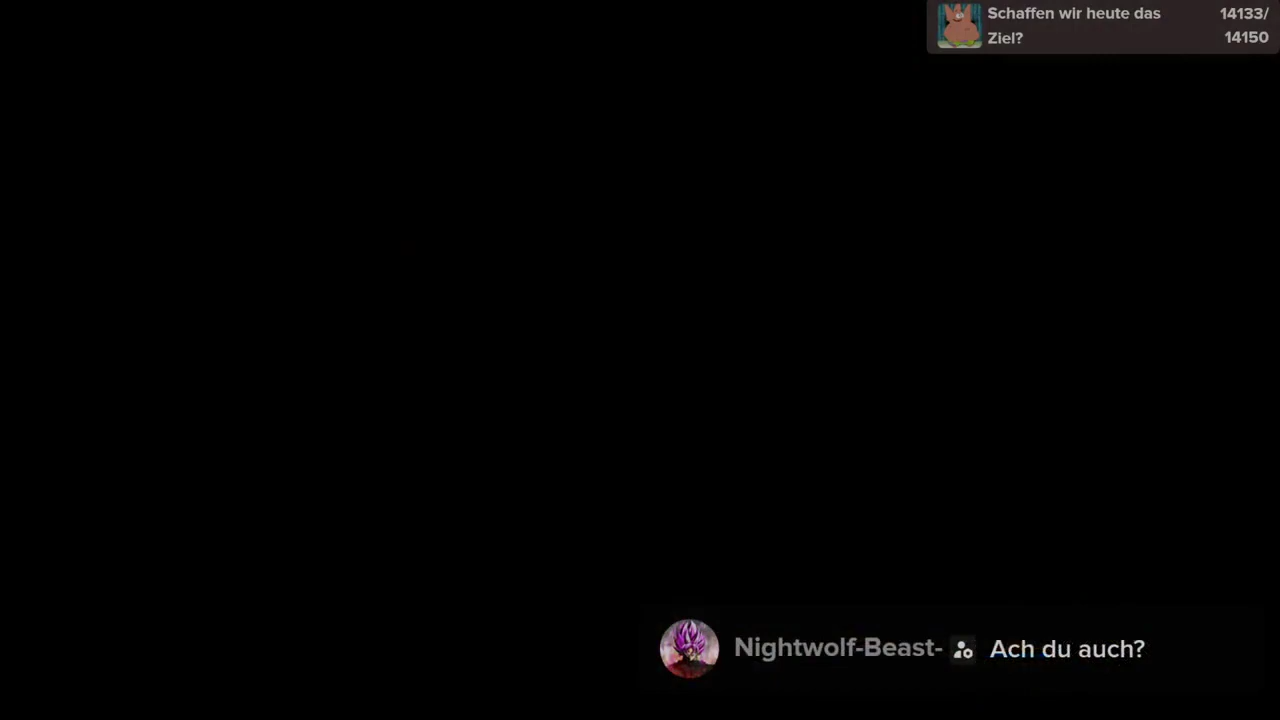 Schaffen wir heute das 14133/
Ziel? 14150
Nightwolf-Beast- Ach du auch?